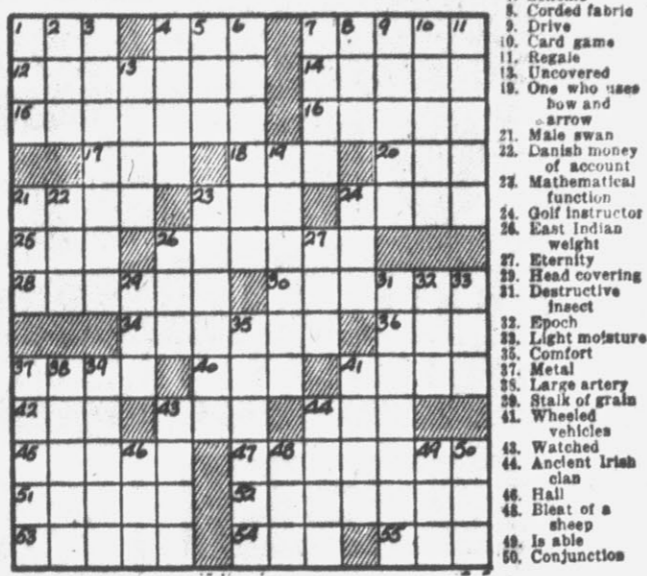 1 2 3 4 5 6 7 8 9 10 11
12 13 14
15 16
17 18 19 20
21 22 23 24
25 26 27
28 29 30 31 32 33
34 35 36
37 38 39 40 41
42 43 44
45 46 47 48 49 50
51 52
53 54 55
8. Corded fabric
9. Drive
10. Card game
11. Regale
13. Uncovered
19. One who uses
bow and
arrow
21. Male swan
22. Danish money
of account
23. Mathematical
function
24. Golf instructor
26. East Indian
weight
27. Eternity
29. Head covering
31. Destructive
insect
32. Epoch
33. Light moisture
35. Comfort
37. Metal
38. Large artery
39. Stalk of grain
41. Wheeled
vehicles
43. Watched
44. Ancient Irish
clan
46. Hail
48. Bleat of a
sheep
49. Is able
50. Conjunction